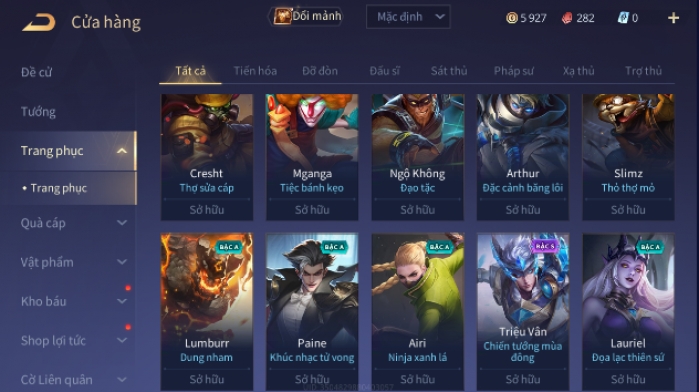 Cửa hàng
Đổi mảnh
Mặc định
5 927
282
0
Đề cử
Tướng
Trang phục
• Trang phục
Quà cáp
Vật phẩm
Kho báu
Shop lợi tức
Cờ Liên quân
Tất cả
Tiến hóa
Đỡ đòn
Đấu sĩ
Sát thủ
Pháp sư
Xạ thủ
Trợ thủ
Cresht
Thợ sửa cáp
Sở hữu
Mganga
Tiệc bánh kẹo
Sở hữu
Ngộ Không
Đạo tặc
Sở hữu
Arthur
Đặc cảnh băng lôi
Sở hữu
Slimz
Thỏ thợ mỏ
Sở hữu
BẬC A
Lumburr
Dung nham
Sở hữu
BẬC A
Paine
Khúc nhạc tử vong
Sở hữu
BẬC A
Airi
Ninja xanh lá
Sở hữu
BẬC S
Triệu Vân
Chiến tướng mùa
đông
Sở hữu
BẬC A
Lauriel
Đọa lạc thiên sứ
Sở hữu